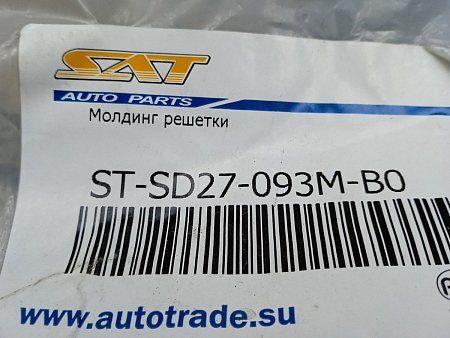 SAT
AUTO PARTS
Молдинг решетки
ST-SD27-093M-B0
www.autotrade.su